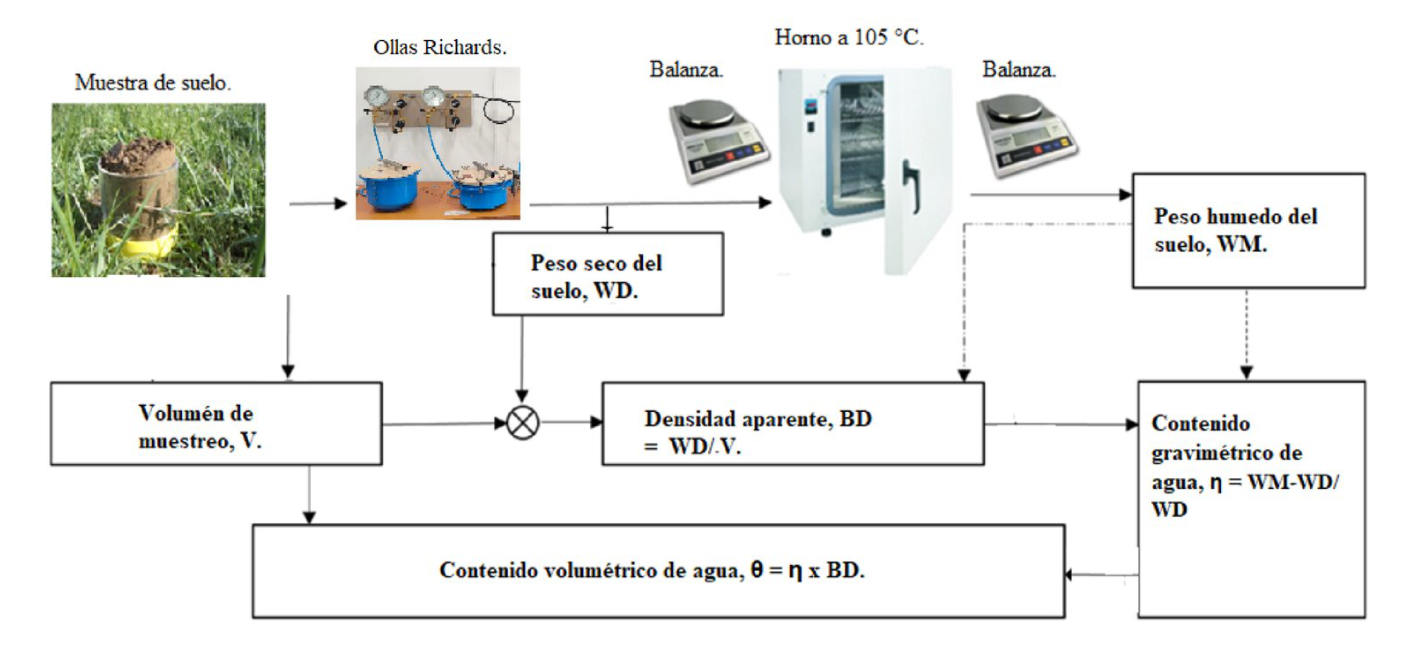 Ollas Richards.
Horno a 105 °C.
Balanza.
Balanza.
Muestra de suelo.
Peso seco del
suelo, WD.
Peso humedo del
suelo, WM.
Volumén de
muestreo, V.
Densidad aparente, BD
= WD/.V.
Contenido
gravimétrico de
agua, η = WM-WD/
WD
Contenido volumétrico de agua, θ = η x BD.